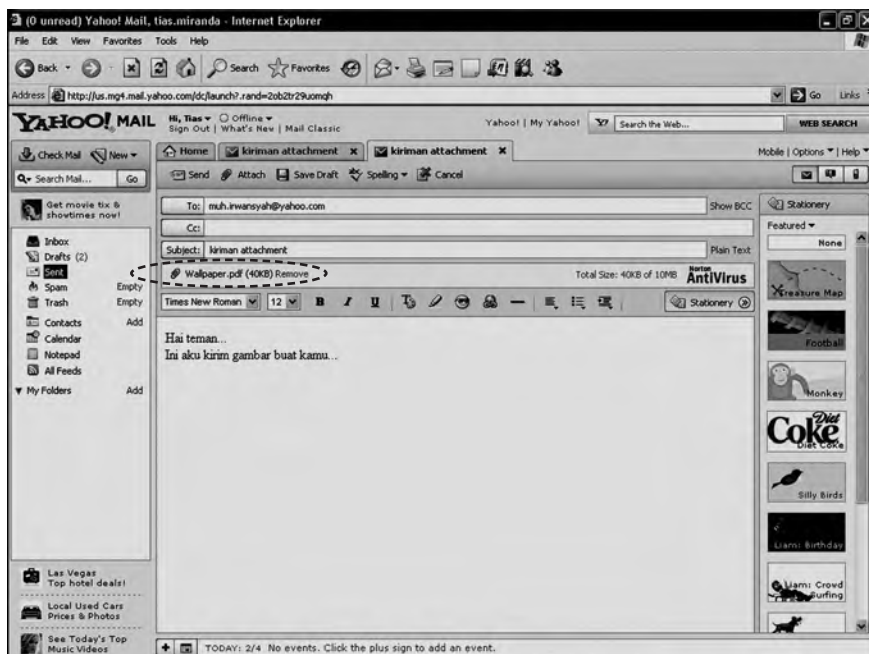 (0 unread) Yahoo! Mail, tias.miranda - Internet Explorer
File Edit View Favorites Tools Help
Back Search Favorites
Address http://us.mg4.mail.yahoo.com/dc/launch?.rand=2ob2tr29uomqh Go Links
YAHOO! MAIL Hi, Tias Offline
Sign Out | What's New | Mail Classic
Yahoo! | My Yahoo! Y! Search the Web... WEB SEARCH
Check Mail New Home kiriman attachment x kiriman attachment x Mobile | Options | Help
Search Mail... Go Send Attach Save Draft Spelling Cancel
Get movie tix &
showtimes now!
Inbox
Drafts (2)
Sent
Spam Empty
Trash Empty
Contacts Add
Calendar
Notepad
All Feeds
My Folders Add
Las Vegas
Top hotel deals!
Local Used Cars
Prices & Photos
See Today's Top
Music Videos
To: muh.irwansyah@yahoo.com Show BCC
Cc:
Subject: kiriman attachment Plain Text
Wallpaper.pdf (40KB) Remove Total Size: 40KB of 10MB Norton AntiVirus
Times New Roman 12 B I U Stationery
Hai teman...
Ini aku kirim gambar buat kamu...
Stationery
Featured
None
Treasure Map
Football
Monkey
Diet
Coke
Diet Coke
Silly Birds
Liam: Birthday
Liam: Crowd
Surfing
TODAY: 2/4 No events. Click the plus sign to add an event.